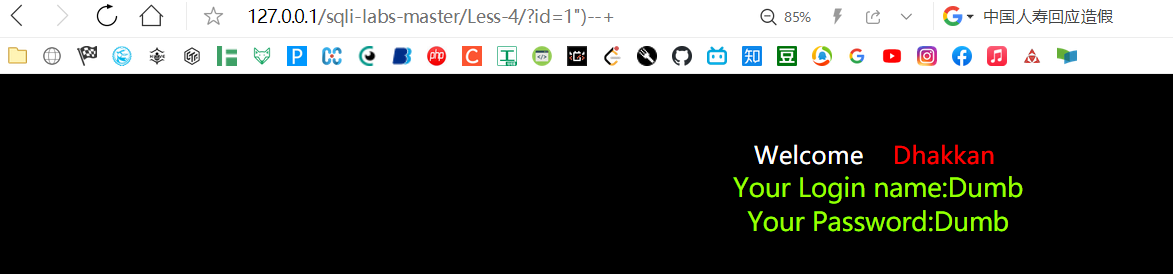 127.0.0.1/sqli-labs-master/Less-4/?id=1")--+ 85% 中国人寿回应造假
P php C 工 知 豆 G
Welcome Dhakkan
Your Login name:Dumb
Your Password:Dumb